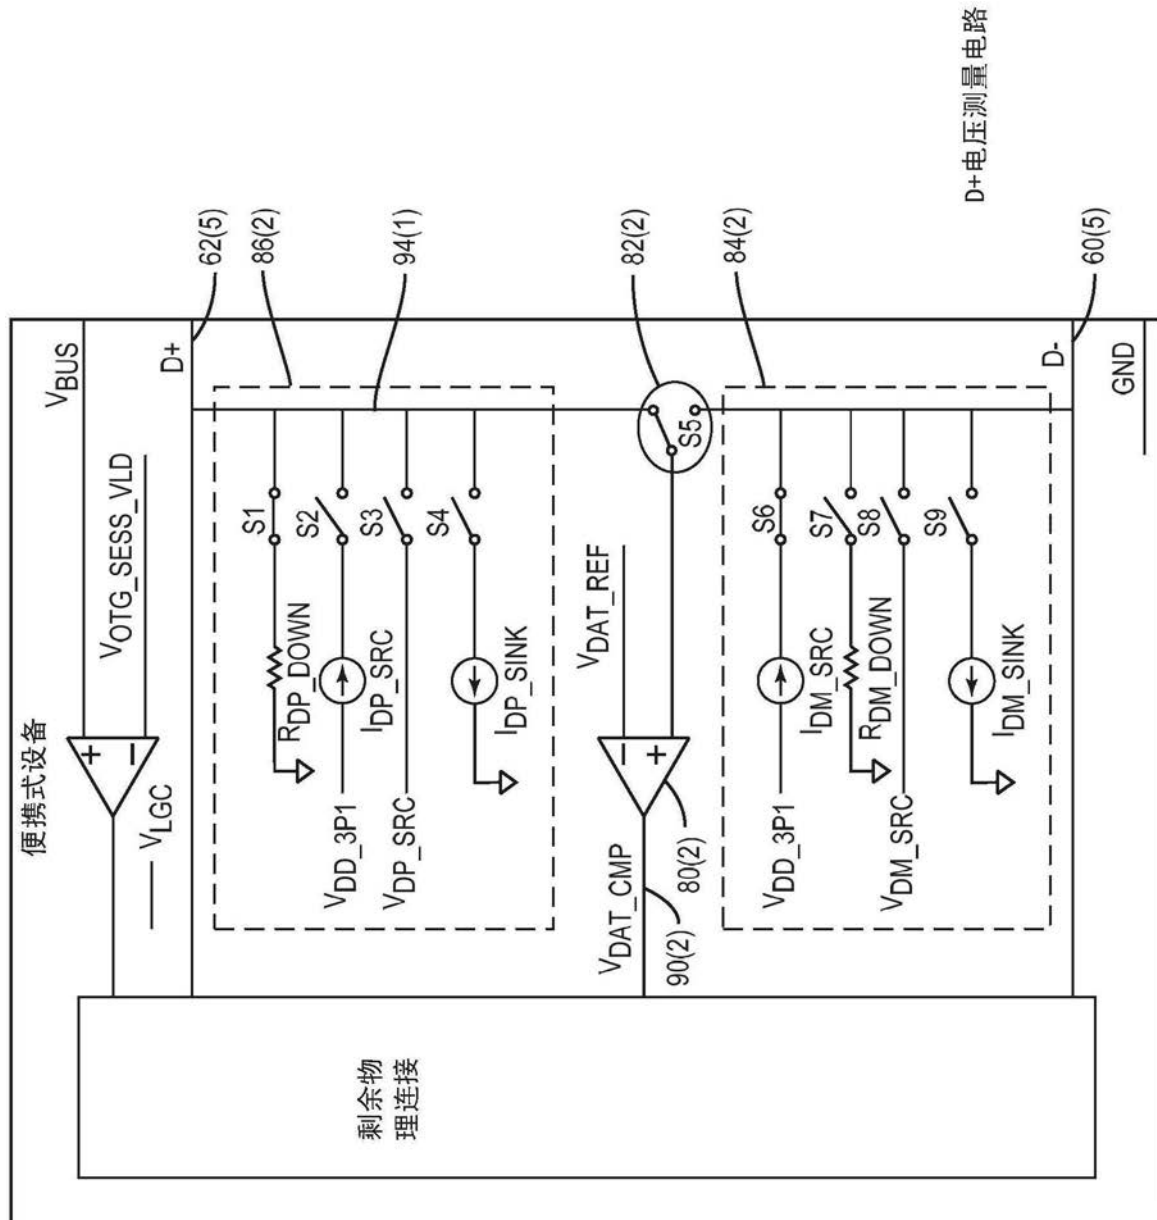 便携式设备
VBUS
VOTG_SESS_VLD
+
−
VLGC
D+
62(5)
86(2)
94(1)
S1
RDP_DOWN
S2
IDP_SRC
VDD_3P1
S3
VDP_SRC
S4
IDP_SINK
剩余物
理连接
VDAT_REF
−
+
VDAT_CMP
90(2)
80(2)
S5
82(2)
84(2)
S6
IDM_SRC
VDD_3P1
S7
RDM_DOWN
S8
VDM_SRC
S9
IDM_SINK
D-
60(5)
GND
D+电压测量电路